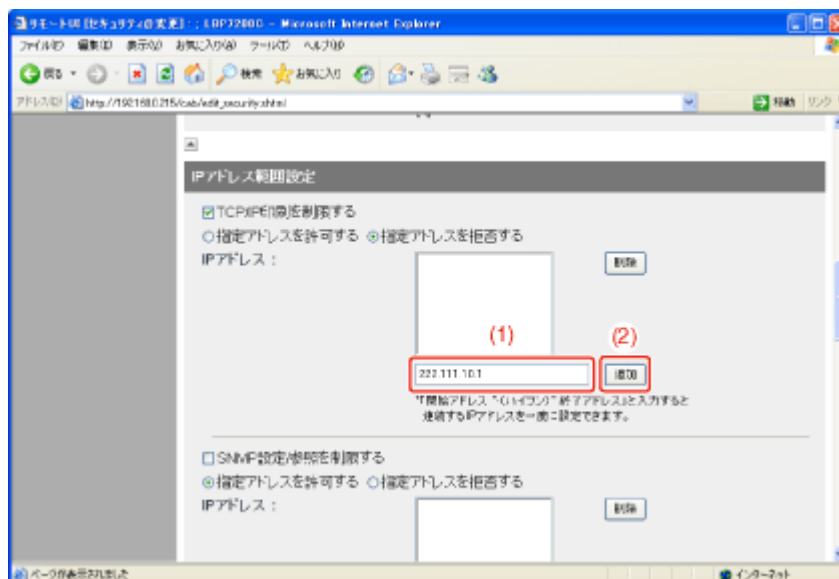 リモートUI [セキュリティの変更] : ; LBP7200C - Microsoft Internet Explorer
ファイル(F) 編集(E) 表示(V) お気に入り(A) ツール(T) ヘルプ(H)
戻る 検索 お気に入り
アドレス(D) http://192.168.0.215/cab/edit_security.xhtml 移動 リンク
IPアドレス範囲設定
TCP/IP印刷を制限する
指定アドレスを許可する 指定アドレスを拒否する
IPアドレス : 削除
(1) (2)
222.111.10.1 追加
*「開始アドレス "-(ハイフン)" 終了アドレス」と入力すると
連続するIPアドレスを一度に設定できます。
SNMP設定/参照を制限する
指定アドレスを許可する 指定アドレスを拒否する
IPアドレス : 削除
ページが表示されました インターネット